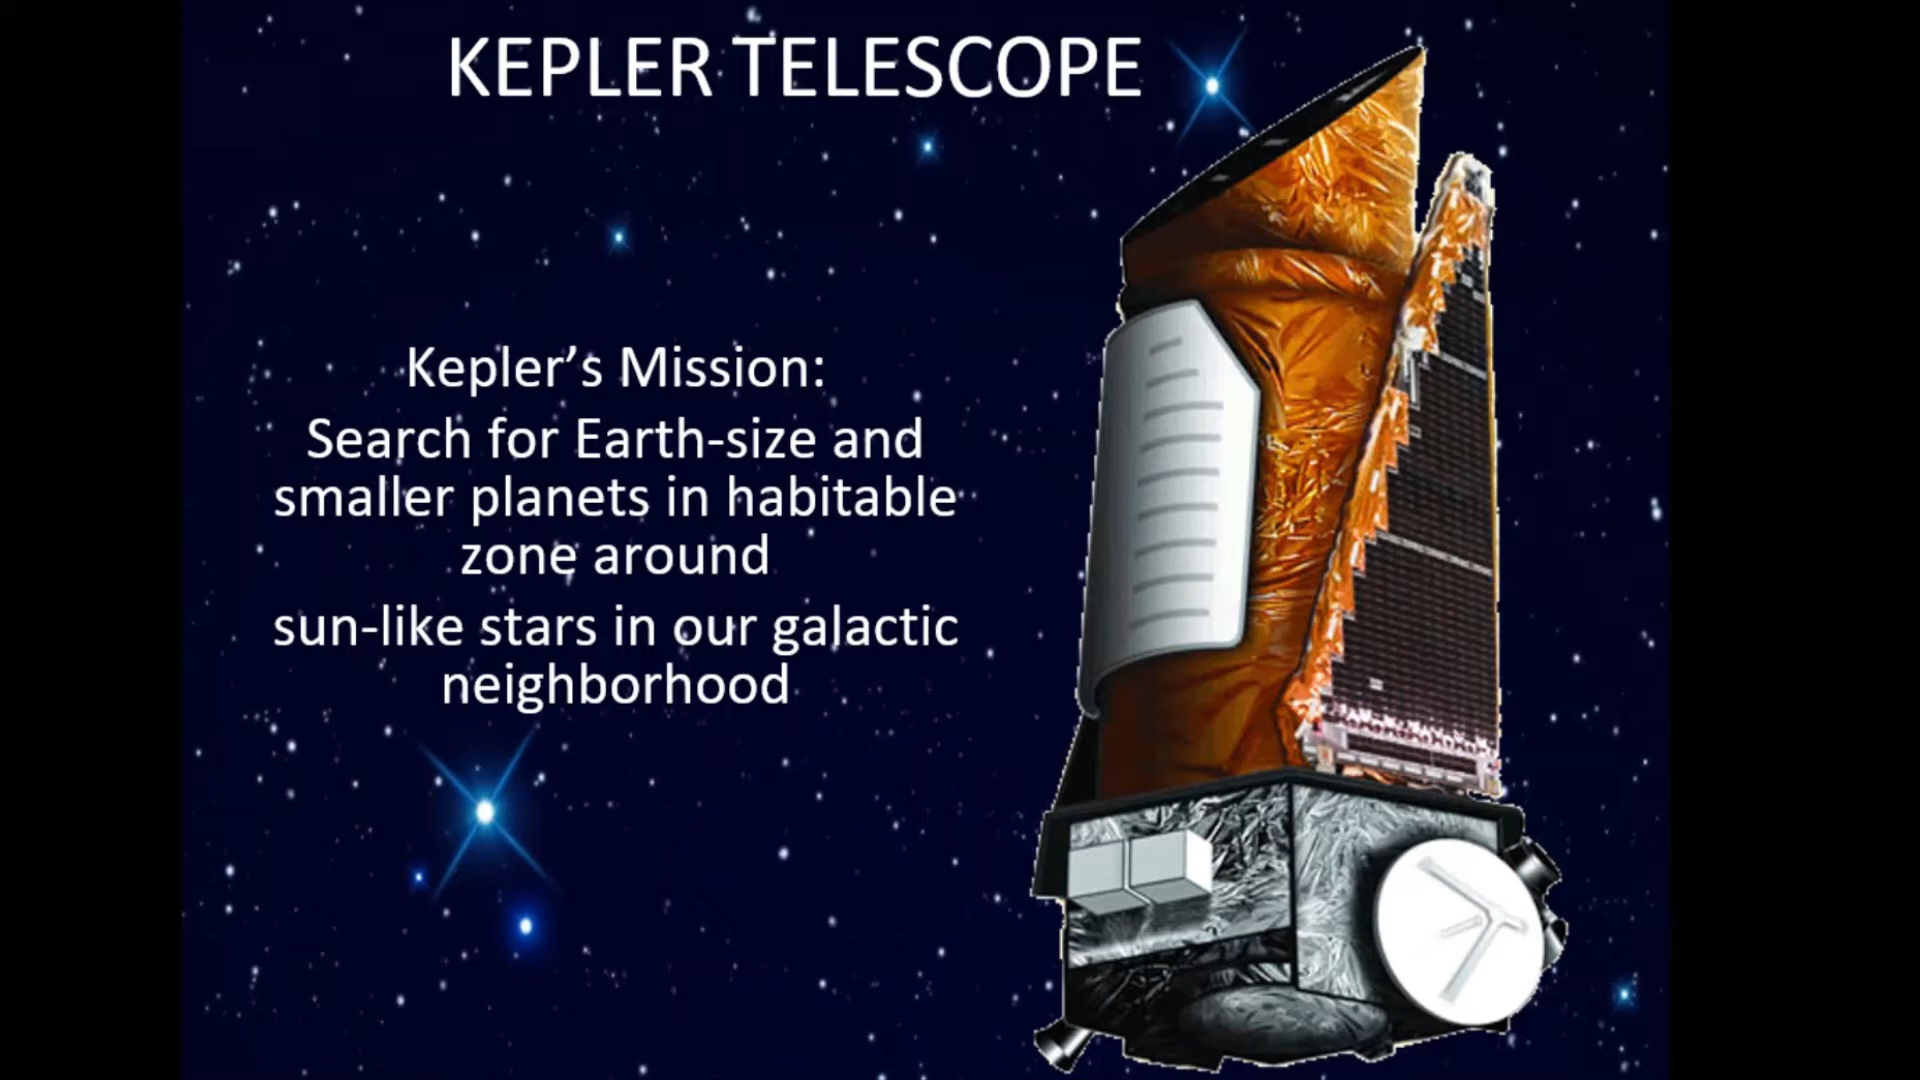 KEPLER TELESCOPE
Kepler’s Mission:
Search for Earth-size and
smaller planets in habitable
zone around
sun-like stars in our galactic
neighborhood